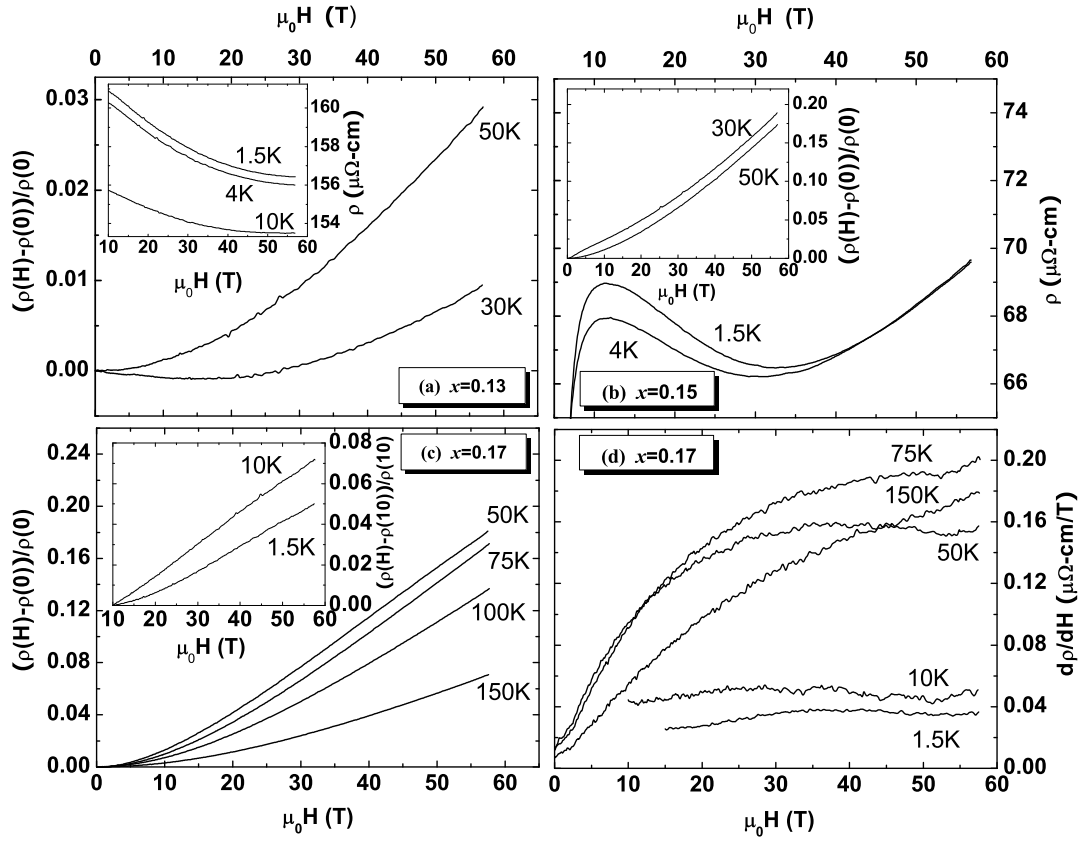 μ₀H (T)
0 10 20 30 40 50 60
(ρ(H)-ρ(0))/ρ(0)
0.03
0.02
0.01
0.00
50K
30K
(a) x=0.13
1.5K
4K
10K
160
158
156
154
ρ (μΩ-cm)
10 20 30 40 50 60
μ₀H (T)
μ₀H (T)
10 20 30 40 50 60
74
72
70
68
66
ρ (μΩ-cm)
1.5K
4K
(b) x=0.15
30K
50K
0.20
0.15
0.10
0.05
0.00
(ρ(H)-ρ(0))/ρ(0)
0 10 20 30 40 50 60
μ₀H (T)
(ρ(H)-ρ(0))/ρ(0)
0.24
0.20
0.16
0.12
0.08
0.04
0.00
(c) x=0.17
50K
75K
100K
150K
10K
1.5K
0.08
0.06
0.04
0.02
0.00
(ρ(H)-ρ(10))/ρ(10)
10 20 30 40 50 60
μ₀H (T)
0 10 20 30 40 50 60
μ₀H (T)
(d) x=0.17
75K
150K
50K
10K
1.5K
0.20
0.16
0.12
0.08
0.04
0.00
dρ/dH (μΩ-cm/T)
0 10 20 30 40 50 60
μ₀H (T)